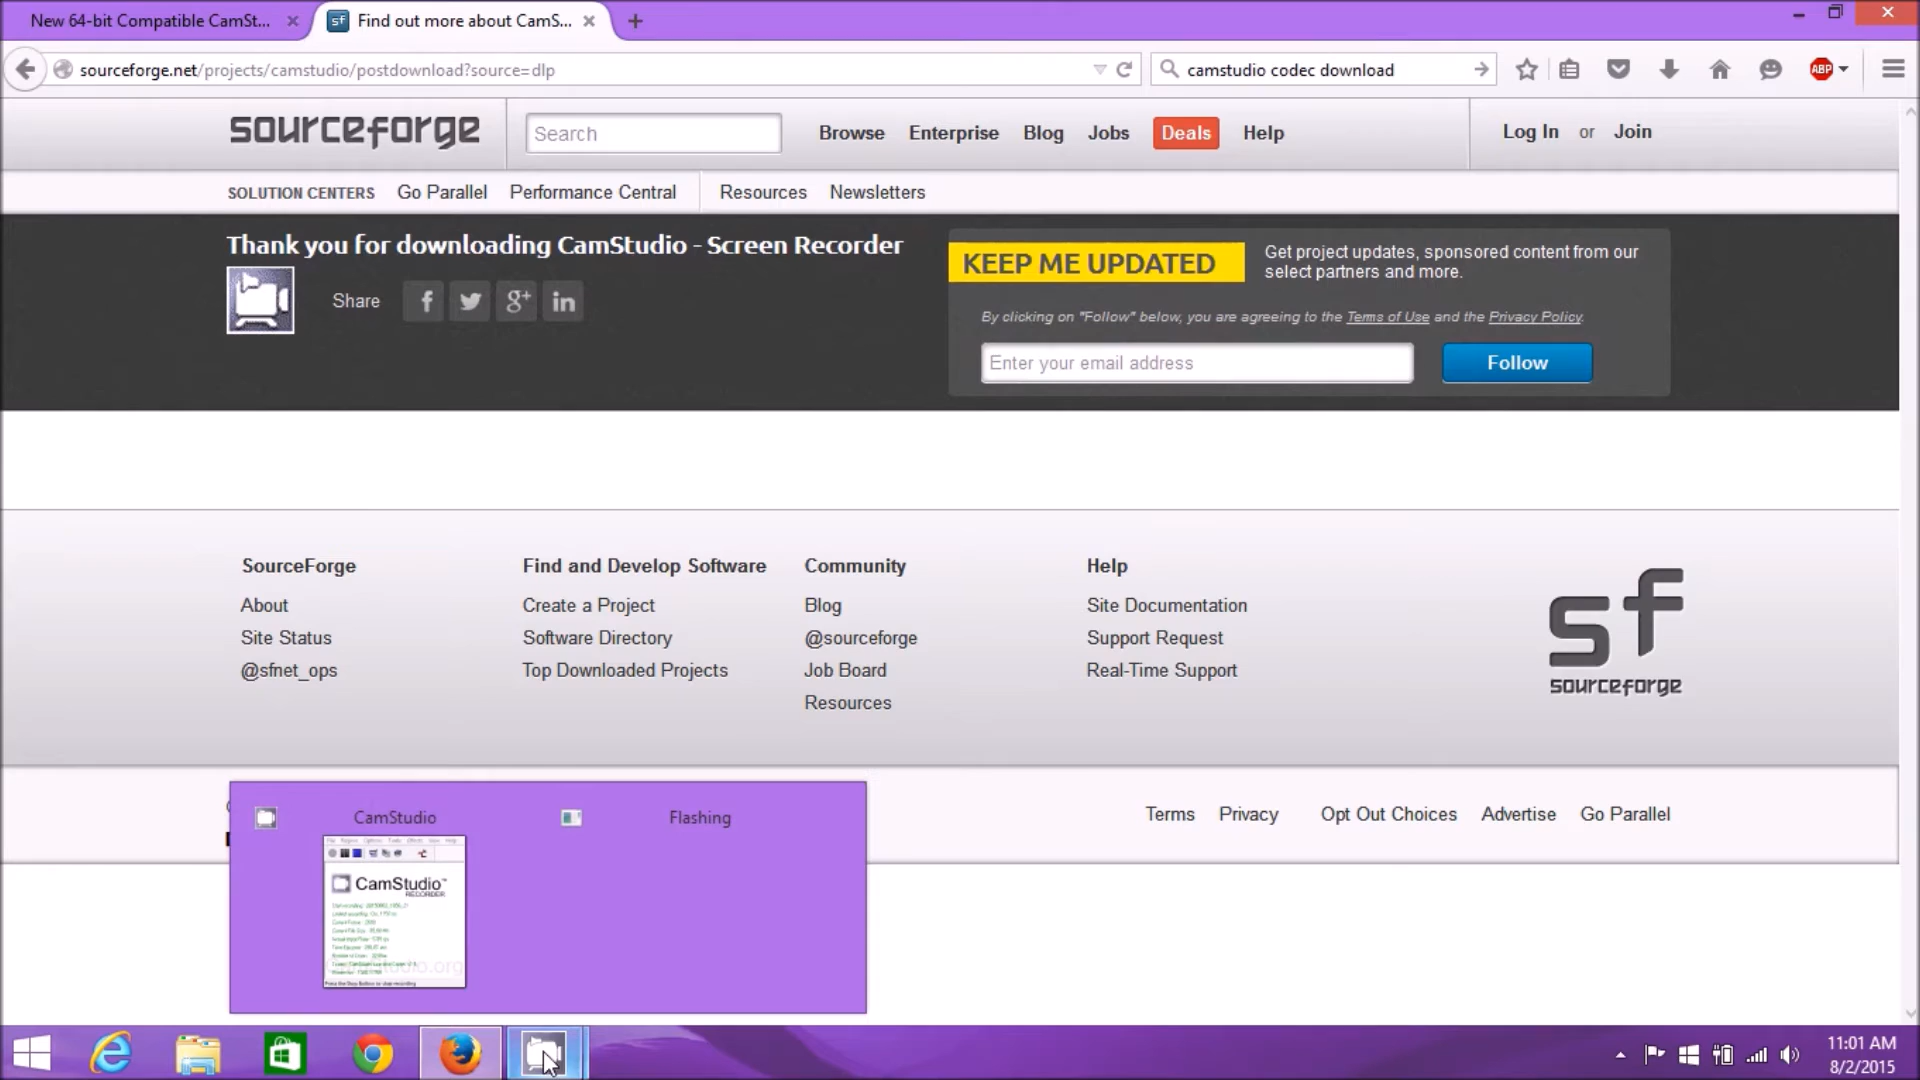 New 64-bit Compatible CamSt...
Find out more about CamS...
sourceforge.net/projects/camstudio/postdownload?source=dlp
camstudio codec download
ABP
sourceforge
Search
Browse
Enterprise
Blog
Jobs
Deals
Help
Log In or Join
SOLUTION CENTERS
Go Parallel
Performance Central
Resources
Newsletters
Thank you for downloading CamStudio - Screen Recorder
Share
KEEP ME UPDATED
Get project updates, sponsored content from our
select partners and more.
By clicking on "Follow" below, you are agreeing to the Terms of Use and the Privacy Policy.
Enter your email address
Follow
SourceForge
About
Site Status
@sfnet_ops
Find and Develop Software
Create a Project
Software Directory
Top Downloaded Projects
Community
Blog
@sourceforge
Job Board
Resources
Help
Site Documentation
Support Request
Real-Time Support
sf
sourceforge
Terms
Privacy
Opt Out Choices
Advertise
Go Parallel
CamStudio
Flashing
CamStudio™
RECORDER
11:01 AM
8/2/2015